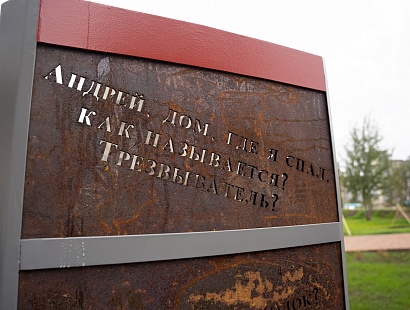 Андрей, дом, где я спал,
как называется?
Трезвыватель?